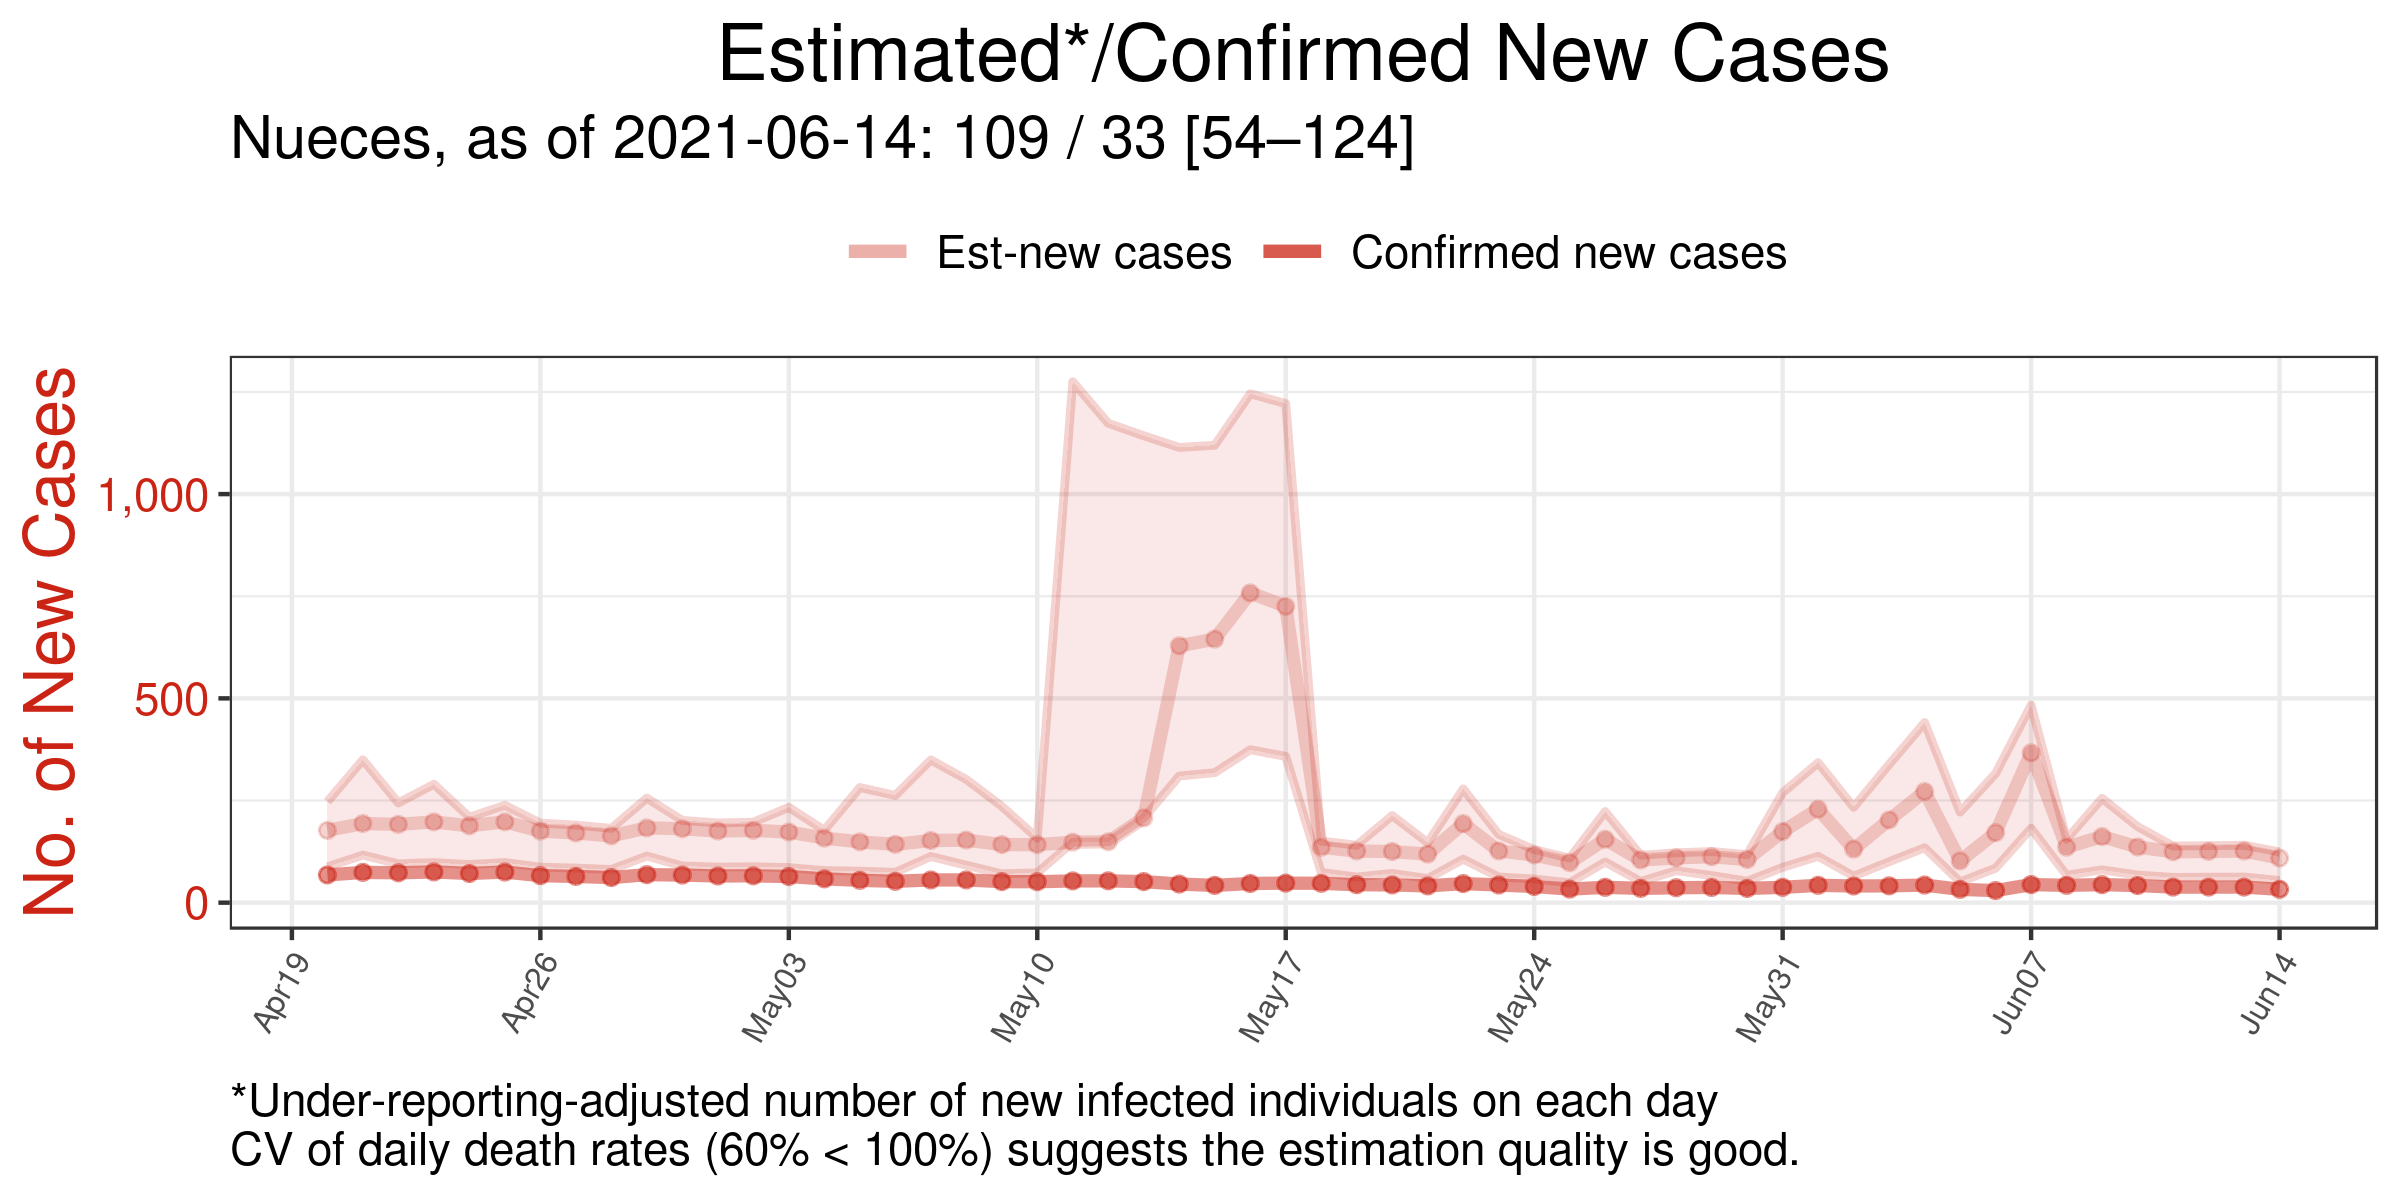 Estimated*/Confirmed New Cases
Nueces, as of 2021-06-14: 109 / 33 [54–124]
Est-new cases Confirmed new cases
No. of New Cases
1,000
500
0
Apr19 Apr26 May03 May10 May17 May24 May31 Jun07 Jun14
*Under-reporting-adjusted number of new infected individuals on each day
CV of daily death rates (60% < 100%) suggests the estimation quality is good.